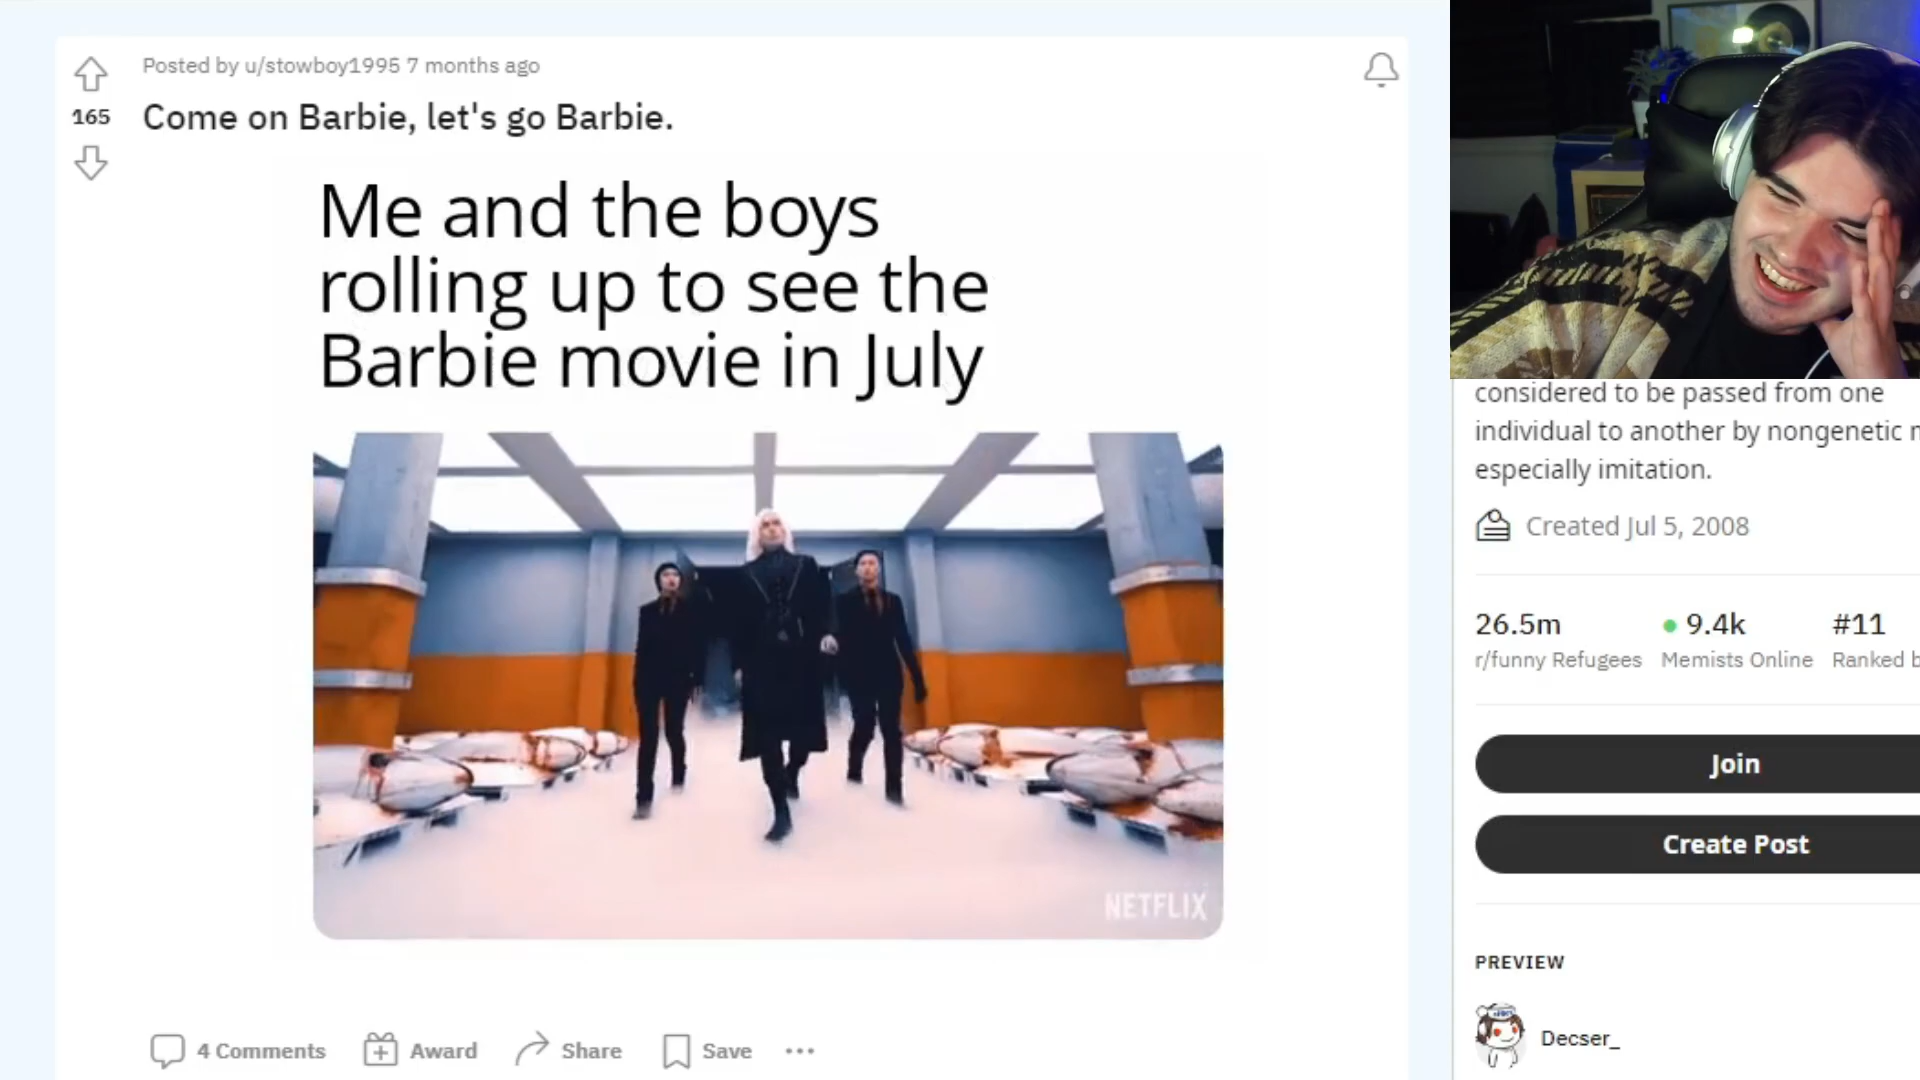 Posted by u/stowboy1995 7 months ago
165
Come on Barbie, let's go Barbie.
Me and the boys
rolling up to see the
Barbie movie in July
NETFLIX
4 Comments
Award
Share
Save
considered to be passed from one
individual to another by nongenetic
especially imitation.
Created Jul 5, 2008
26.5m
9.4k
#11
r/funny Refugees
Memists Online
Ranked
Join
Create Post
PREVIEW
Decser_